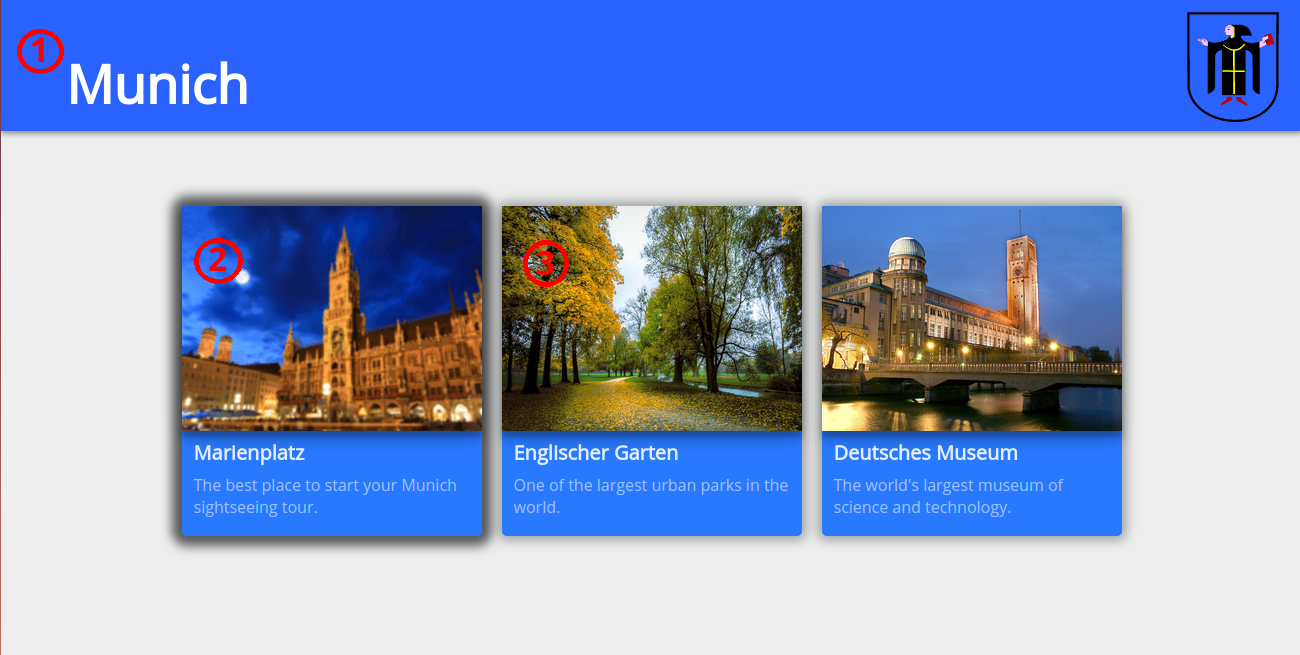 1
Munich
2
3
Marienplatz
The best place to start your Munich
sightseeing tour.
Englischer Garten
One of the largest urban parks in the
world.
Deutsches Museum
The world's largest museum of
science and technology.